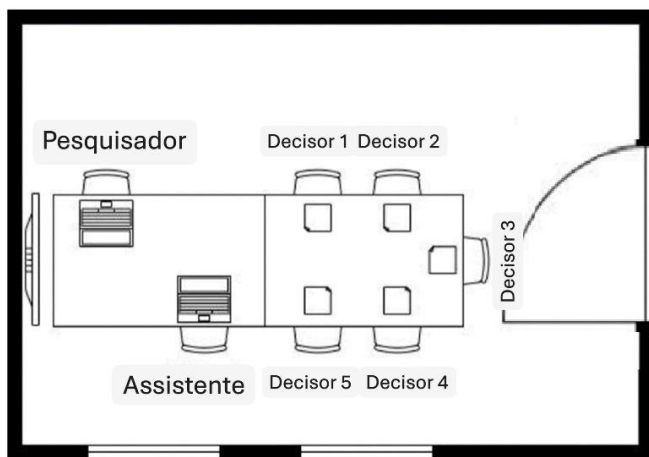 Pesquisador
Decisor 1
Decisor 2
Decisor 3
Assistente
Decisor 5
Decisor 4